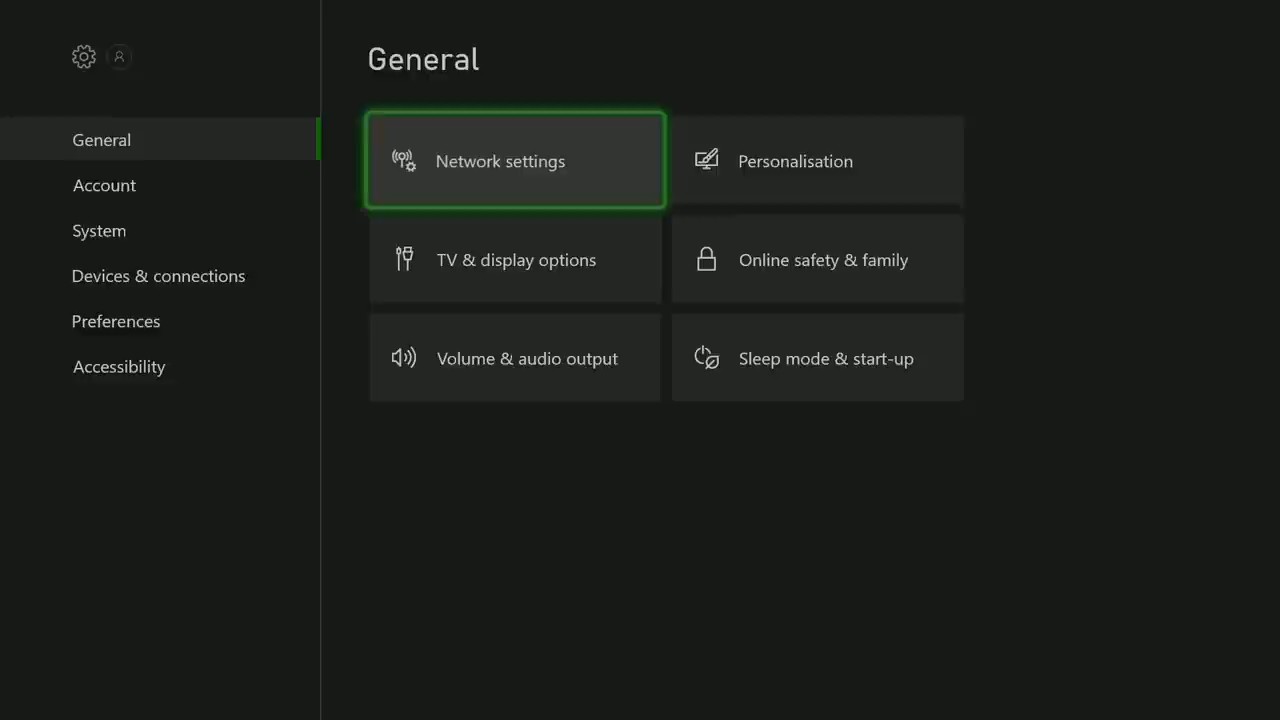 General
Account
System
Devices & connections
Preferences
Accessibility
General
Network settings
Personalisation
TV & display options
Online safety & family
Volume & audio output
Sleep mode & start-up